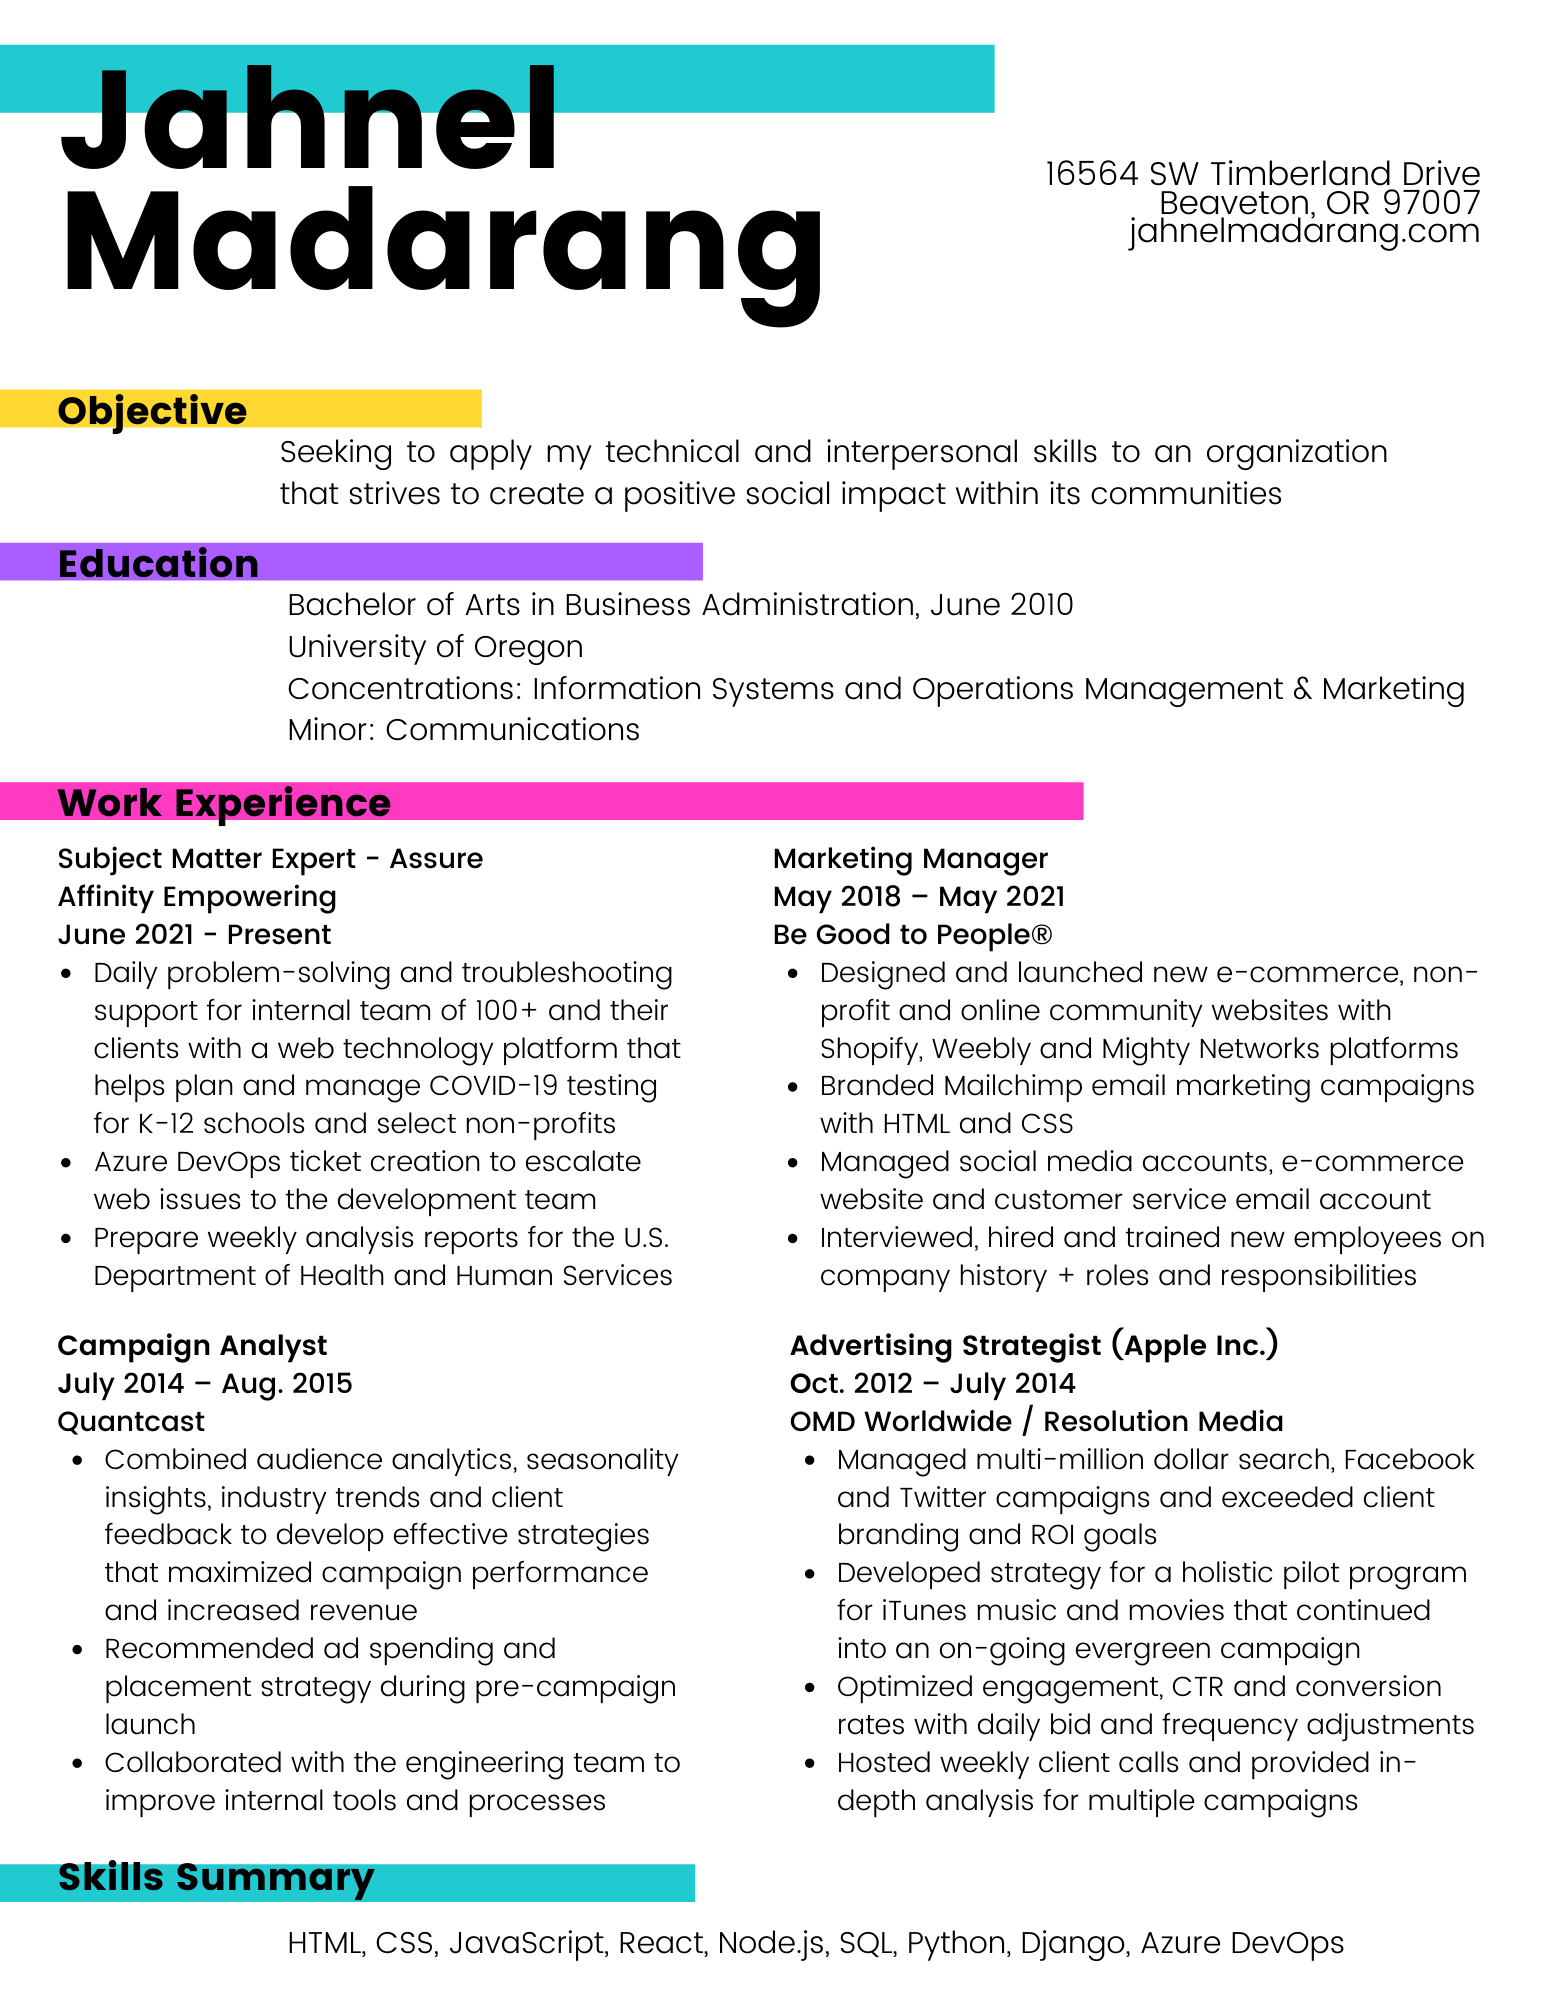 Jahnel
Madarang
16564 SW Timberland Drive
Beaveton, OR 97007
jahnelmadarang.com
Objective
Seeking to apply my technical and interpersonal skills to an organization
that strives to create a positive social impact within its communities
Education
Bachelor of Arts in Business Administration, June 2010
University of Oregon
Concentrations: Information Systems and Operations Management & Marketing
Minor: Communications
Work Experience
Subject Matter Expert - Assure
Affinity Empowering
June 2021 - Present
• Daily problem-solving and troubleshooting
support for internal team of 100+ and their
clients with a web technology platform that
helps plan and manage COVID-19 testing
for K-12 schools and select non-profits
• Azure DevOps ticket creation to escalate
web issues to the development team
• Prepare weekly analysis reports for the U.S.
Department of Health and Human Services
Marketing Manager
May 2018 – May 2021
Be Good to People®
• Designed and launched new e-commerce, non-
profit and online community websites with
Shopify, Weebly and Mighty Networks platforms
• Branded Mailchimp email marketing campaigns
with HTML and CSS
• Managed social media accounts, e-commerce
website and customer service email account
• Interviewed, hired and trained new employees on
company history + roles and responsibilities
Campaign Analyst
July 2014 – Aug. 2015
Quantcast
• Combined audience analytics, seasonality
insights, industry trends and client
feedback to develop effective strategies
that maximized campaign performance
and increased revenue
• Recommended ad spending and
placement strategy during pre-campaign
launch
• Collaborated with the engineering team to
improve internal tools and processes
Advertising Strategist (Apple Inc.)
Oct. 2012 – July 2014
OMD Worldwide / Resolution Media
• Managed multi-million dollar search, Facebook
and Twitter campaigns and exceeded client
branding and ROI goals
• Developed strategy for a holistic pilot program
for iTunes music and movies that continued
into an on-going evergreen campaign
• Optimized engagement, CTR and conversion
rates with daily bid and frequency adjustments
• Hosted weekly client calls and provided in-
depth analysis for multiple campaigns
Skills Summary
HTML, CSS, JavaScript, React, Node.js, SQL, Python, Django, Azure DevOps